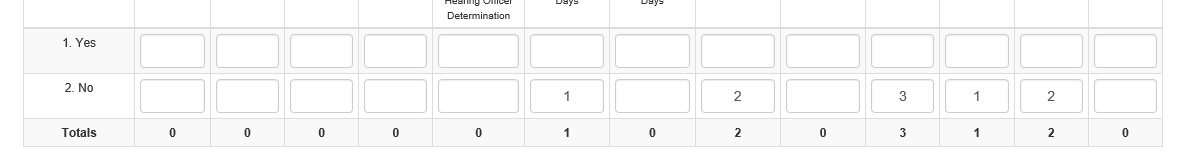 Hearing Officer Days Days
Determination
1. Yes
2. No 1 2 3 1 2
Totals 0 0 0 0 0 1 0 2 0 3 1 2 0